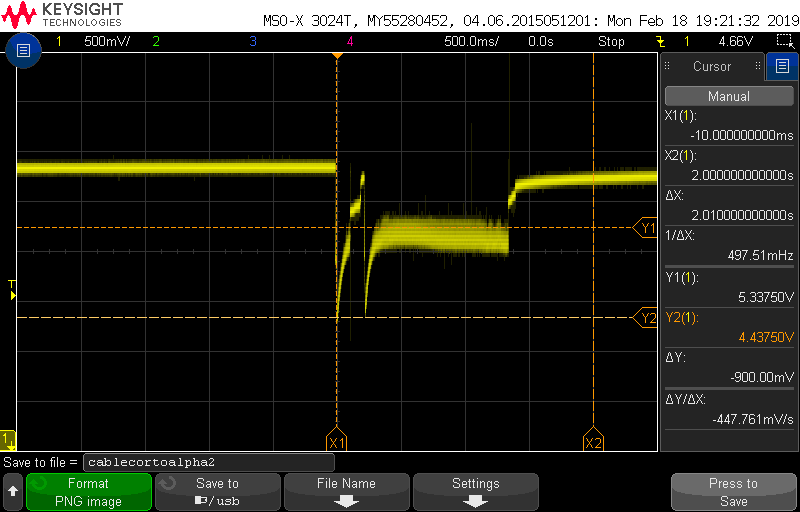 KEYSIGHT
TECHNOLOGIES
MSO-X 3024T, MY55280452, 04.06.2015051201: Mon Feb 18 19:21:32 2019
1 500mV/ 2 3 4 500.0ms/ 0.0s Stop 1 4.66V
Cursor
Manual
X1(1):
-10.000000000ms
X2(1):
2.000000000000s
ΔX:
2.010000000000s
1/ΔX:
497.51mHz
Y1(1):
5.33750V
Y2(1):
4.43750V
ΔY:
-900.00mV
ΔY/ΔX:
-447.761mV/s
Y1
T
Y2
1
X1 X2
Save to file = cablecortoalpha2
Format
PNG image
Save to
/usb
File Name
Settings
Press to
Save